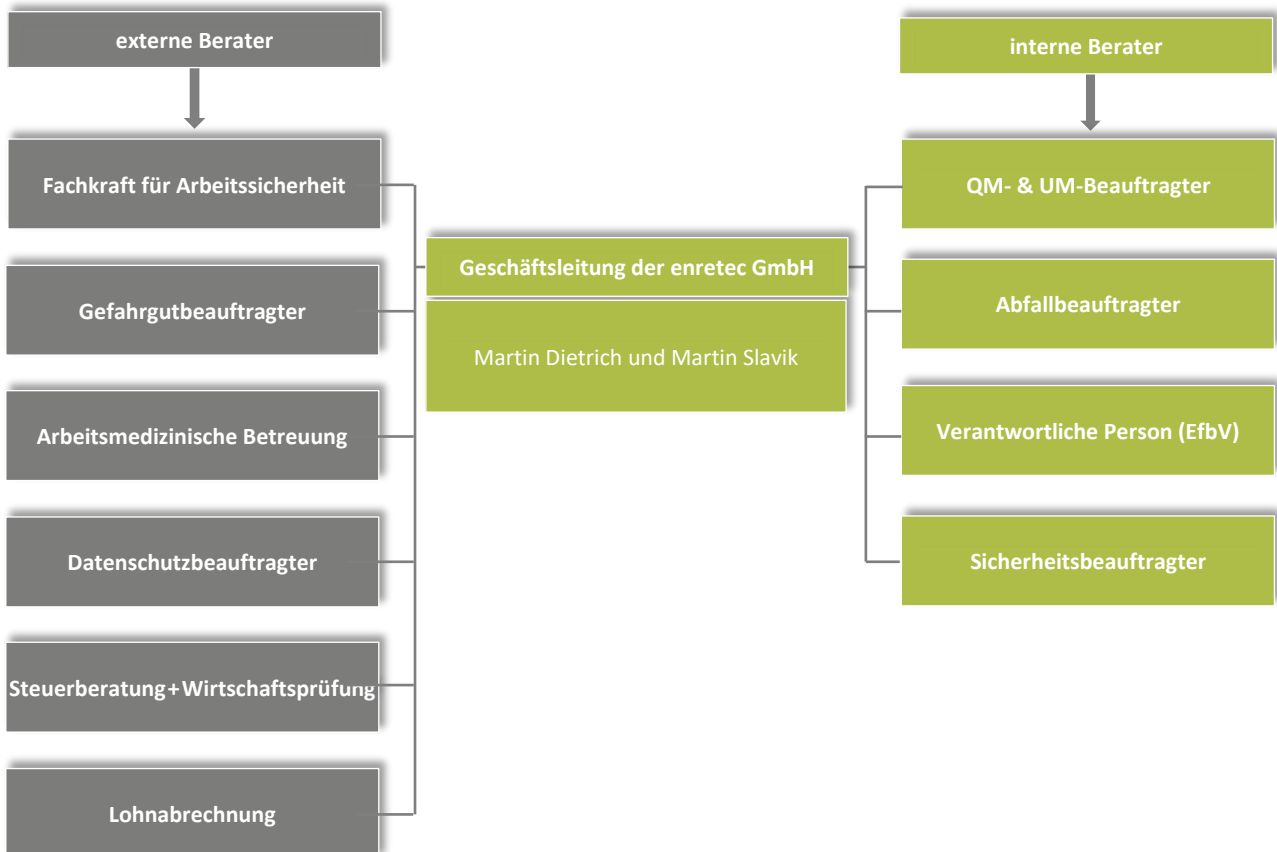 externe Berater
Fachkraft für Arbeitssicherheit
Gefahrgutbeauftragter
Arbeitsmedizinische Betreuung
Datenschutzbeauftragter
Steuerberatung+Wirtschaftsprüfung
Lohnabrechnung
Geschäftsleitung der enretec GmbH
Martin Dietrich und Martin Slavik
interne Berater
QM- & UM-Beauftragter
Abfallbeauftragter
Verantwortliche Person (EfbV)
Sicherheitsbeauftragter